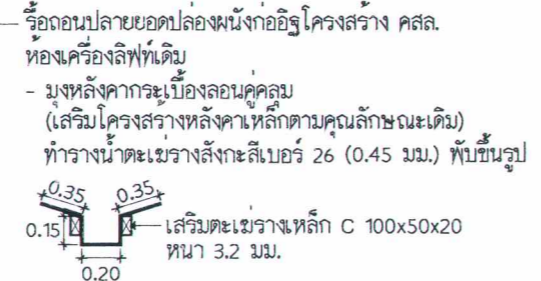 รื้อถอนปลายยอดปล่องผนังก่ออิฐโครงสร้าง คสล.
ห้องเครื่องลิฟท์เดิม
- มุงหลังคากระเบื้องลอนคู่คลุม
(เสริมโครงสร้างหลังคาเหล็กตามคุณลักษณะเดิม)
ทำรางน้ำตะเฆ่รางสังกะสีเบอร์ 26 (0.45 มม.) พับขึ้นรูป
0.35 0.35
0.15 เสริมตะเฆ่รางเหล็ก C 100x50x20
หนา 3.2 มม.
0.20